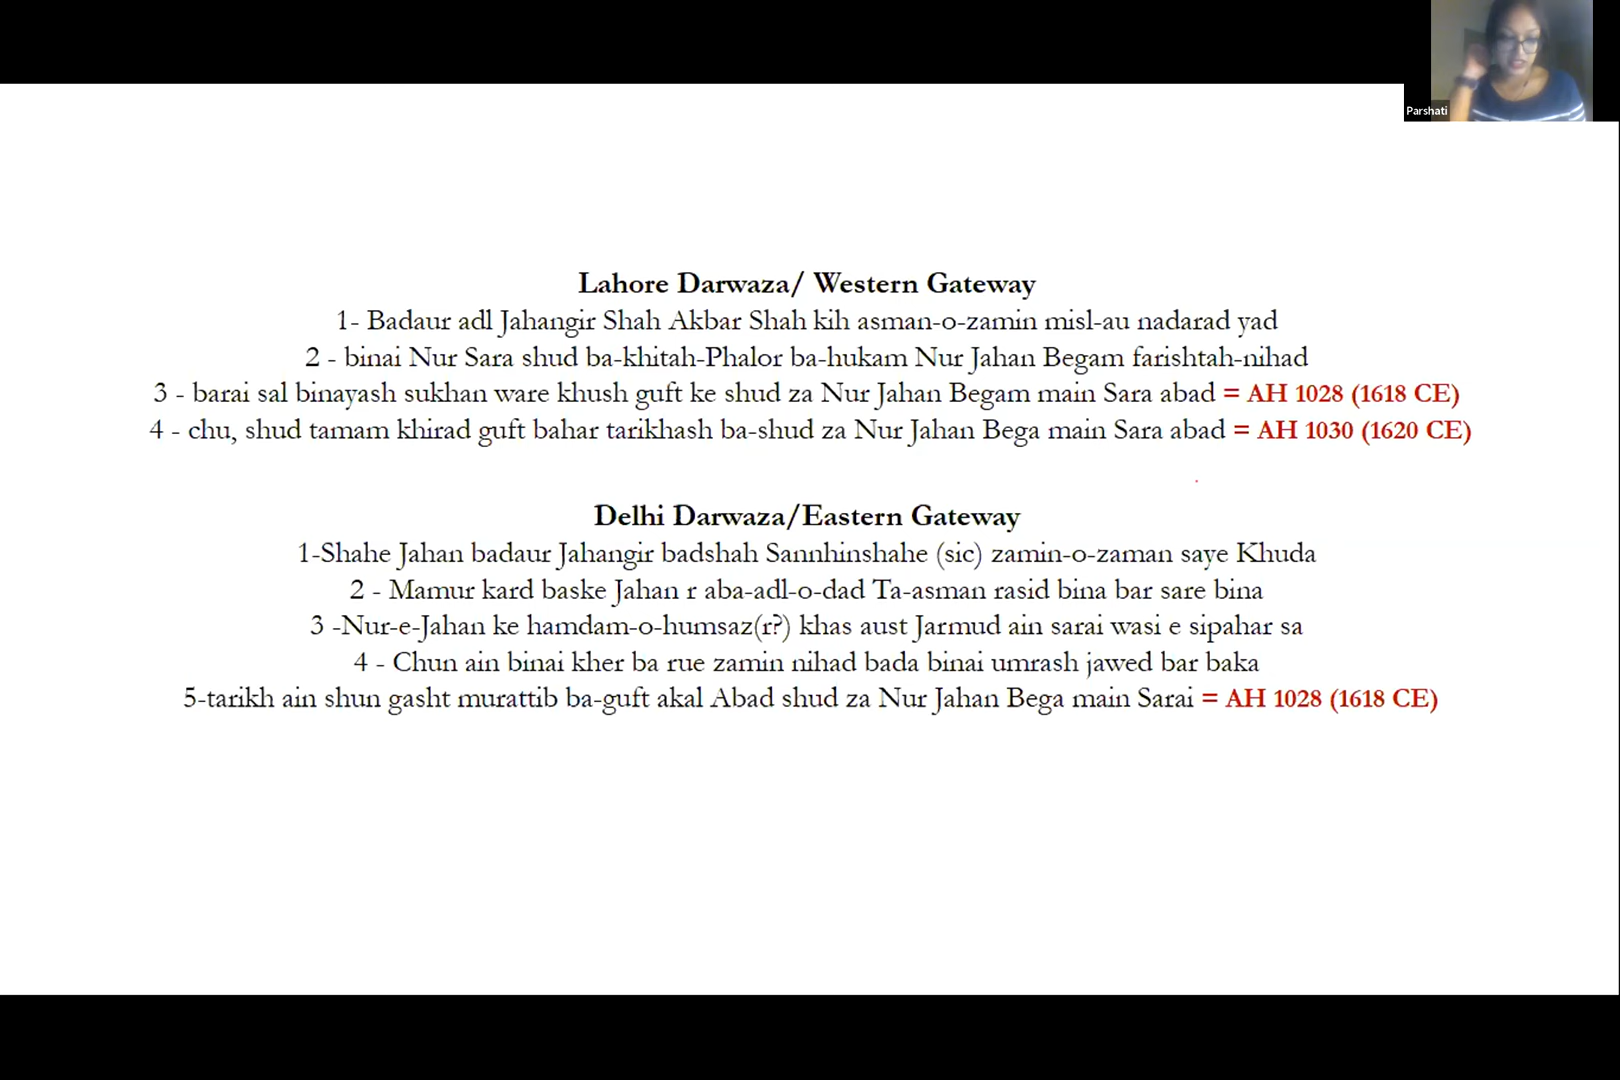 Parshati
Lahore Darwaza/ Western Gateway
1- Badaur adl Jahangir Shah Akbar Shah kih asman-o-zamin misl-au nadarad yad
2 - binai Nur Sara shud ba-khitah-Phalor ba-hukam Nur Jahan Begam farishtah-nihad
3 - barai sal binayash sukhan ware khush guft ke shud za Nur Jahan Begam main Sara abad = AH 1028 (1618 CE)
4 - chu, shud tamam khirad guft bahar tarikhash ba-shud za Nur Jahan Bega main Sara abad = AH 1030 (1620 CE)
Delhi Darwaza/Eastern Gateway
1-Shahe Jahan badaur Jahangir badshah Sannhinshahe (sic) zamin-o-zaman saye Khuda
2 - Mamur kard baske Jahan r aba-adl-o-dad Ta-asman rasid bina bar sare bina
3 -Nur-e-Jahan ke hamdam-o-humsaz(r?) khas aust Jarmud ain sarai wasi e sipahar sa
4 - Chun ain binai kher ba rue zamin nihad bada binai umrash jawed bar baka
5-tarikh ain shun gasht murattib ba-guft akal Abad shud za Nur Jahan Bega main Sarai = AH 1028 (1618 CE)